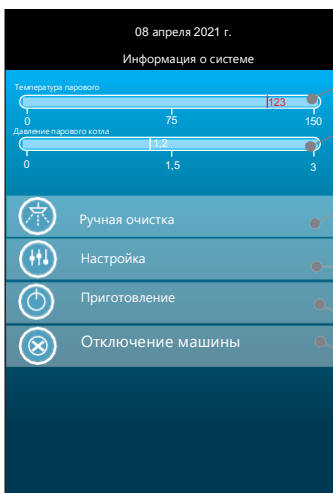 08 апреля 2021 г.
Информация о системе
Температура парового
123
0 75 150
Давление парового котла
1,2
0 1,5 3
Ручная очистка
Настройка
Приготовление
Отключение машины